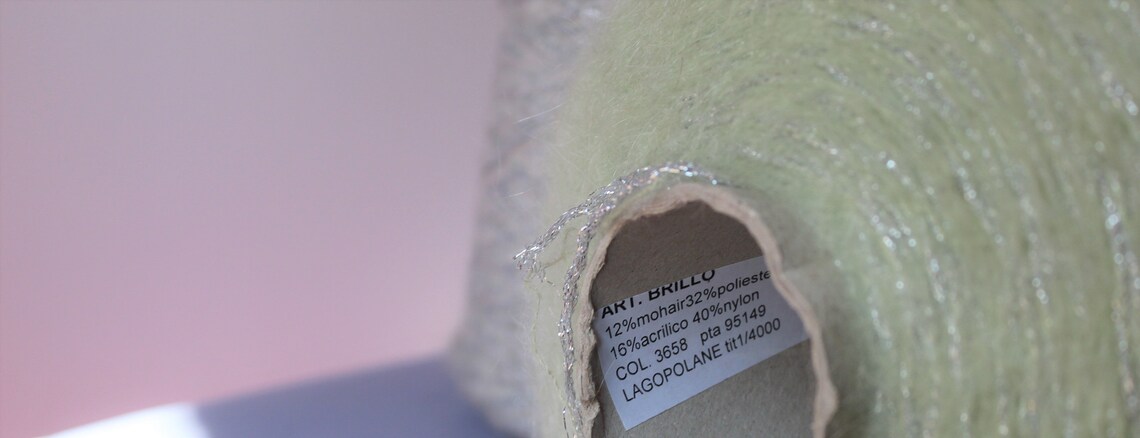 ART. BRILLO
12%mohair32%polieste
16%acrilico 40%nylon
COL. 3658 pta 95149
LAGOPOLANE tit1/4000